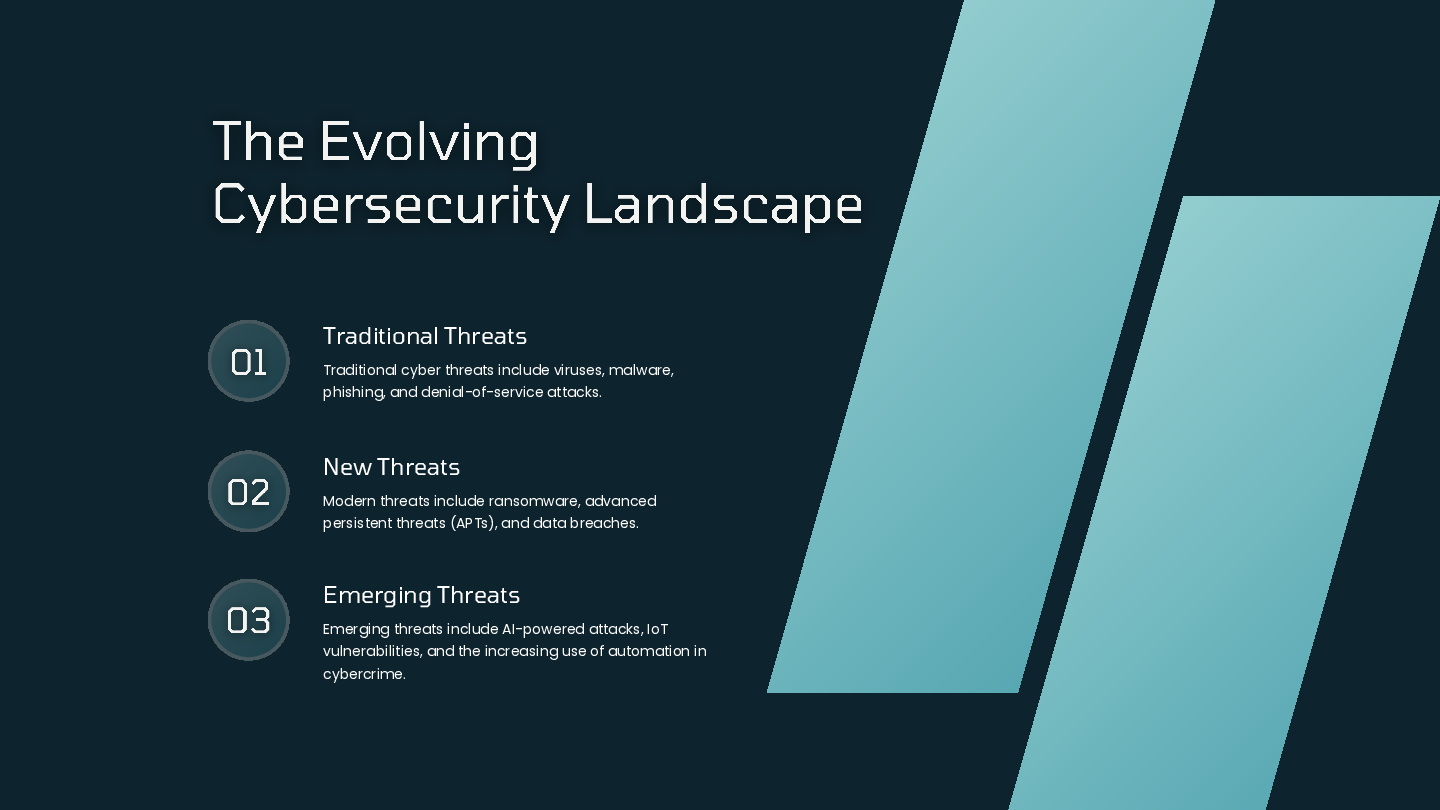 The Evolving
Cybersecurity Landscape
01
Traditional Threats
Traditional cyber threats include viruses, malware,
phishing, and denial-of-service attacks.
02
New Threats
Modern threats include ransomware, advanced
persistent threats (APTs), and data breaches.
03
Emerging Threats
Emerging threats include AI-powered attacks, IoT
vulnerabilities, and the increasing use of automation in
cybercrime.